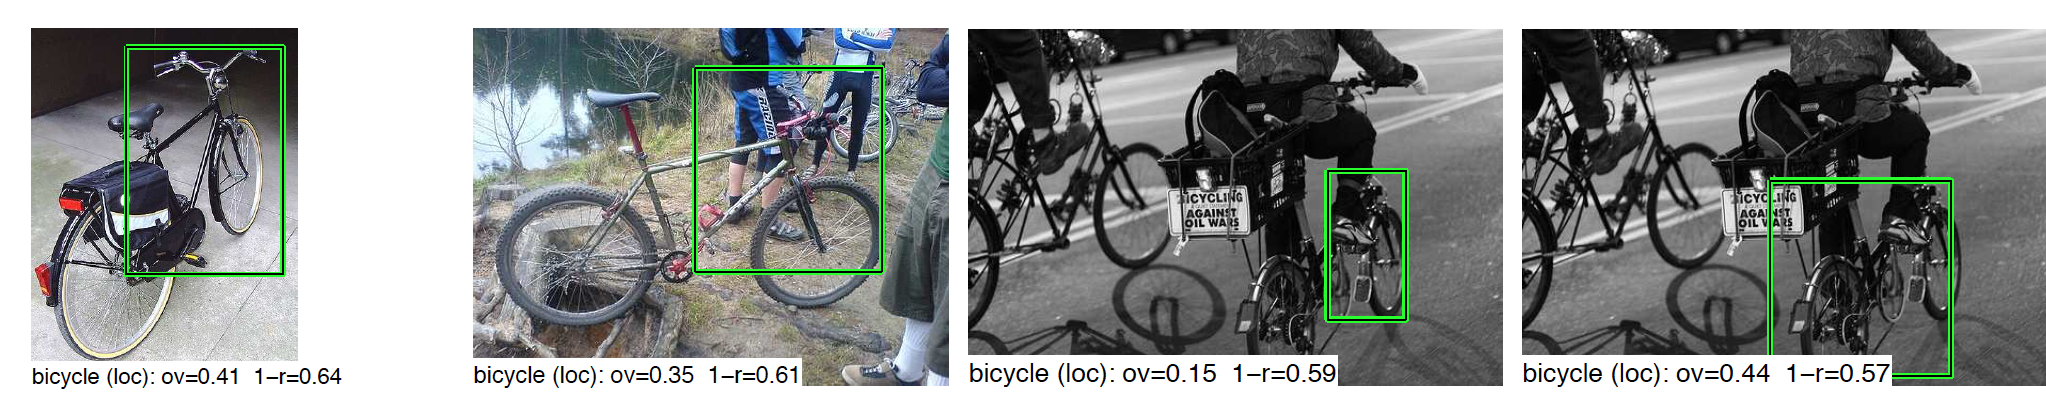 ICYCLING
AGAINST
OIL WARS
ICYCLING
AGAINST
OIL WARS
bicycle (loc): ov=0.41 1−r=0.64
bicycle (loc): ov=0.35 1−r=0.61
bicycle (loc): ov=0.15 1−r=0.59
bicycle (loc): ov=0.44 1−r=0.57